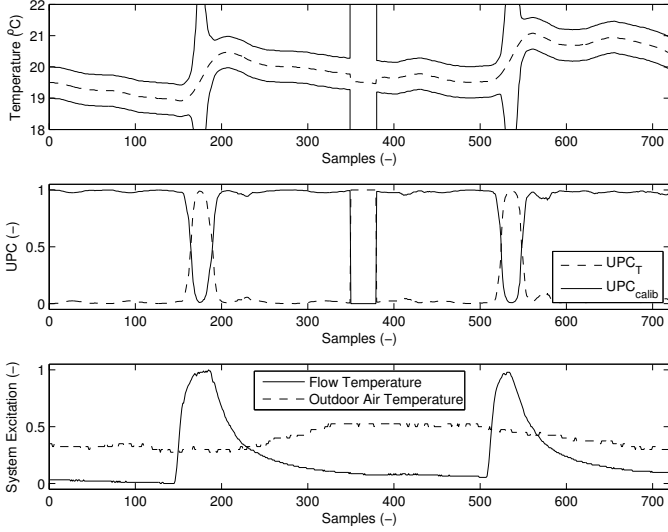 22
21
20
19
18
Temperature (⁰C)
0 100 200 300 400 500 600 700
Samples (−)
1
0.5
0
UPC (−)
UPC_T
UPC_calib
0 100 200 300 400 500 600 700
Samples (−)
1
0.5
0
System Excitation (−)
Flow Temperature
Outdoor Air Temperature
0 100 200 300 400 500 600 700
Samples (−)